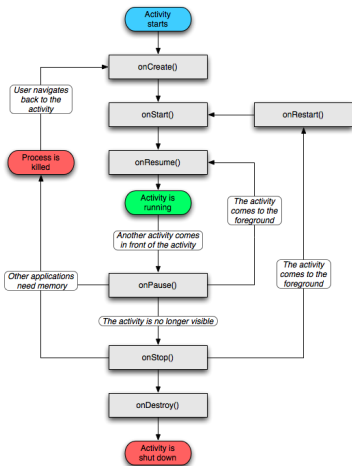 Activity
starts
onCreate()
User navigates
back to the
activity
onStart()
onRestart()
onResume()
Process is
killed
Activity is
running
The activity
comes to the
foreground
Another activity comes
in front of the activity
The activity
comes to the
foreground
Other applications
need memory
onPause()
The activity is no longer visible
onStop()
onDestroy()
Activity is
shut down